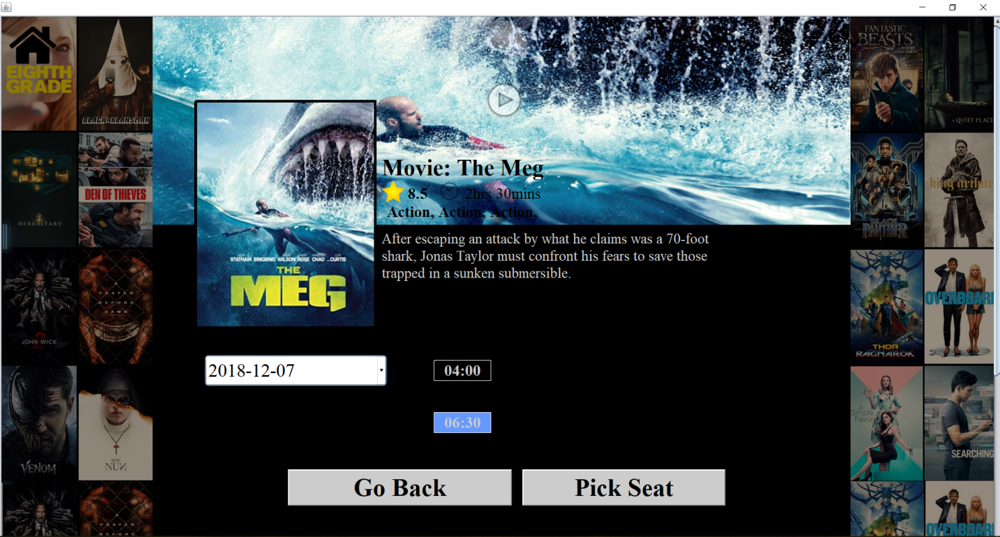 EIGHTH
GRADE
BLACKKKLANSMAN
HEREDITARY
DEN OF THIEVES
JOHN WICK
2
A
PRAYER
BEFORE
DAWN
VENOM
THE
NUN
A
PRAYER
BEFORE
STATHAM BINGBING WILSON ROSE CHAO CURTIS
THE
MEG
Movie: The Meg
8.5 2hrs 30mins
Action, Action, Action,
After escaping an attack by what he claims was a 70-foot
shark, Jonas Taylor must confront his fears to save those
trapped in a sunken submersible.
2018-12-07
04:00
06:30
Go Back
Pick Seat
FANTASTIC
BEASTS
AND WHERE
TO FIND THEM
A QUIET PLACE
BLACK
PANTHER
king arthur
THOR
RAGNAROK
OVERBOARD
A
Simple
Favor
SEARCHING
OVERBOARD